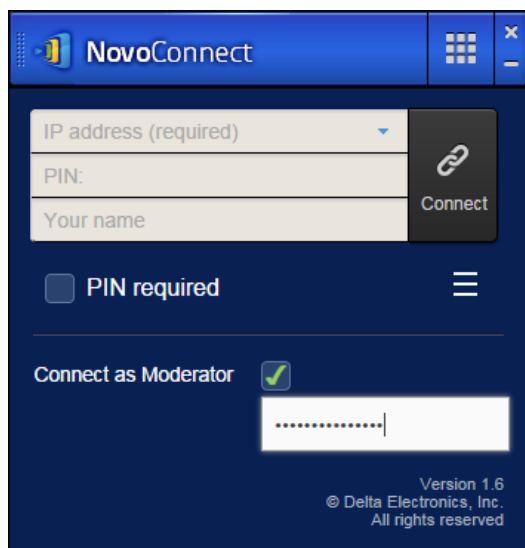 NovoConnect
IP address (required)
PIN:
Your name
Connect
PIN required
Connect as Moderator
•••••••••••••••
Version 1.6
© Delta Electronics, Inc.
All rights reserved